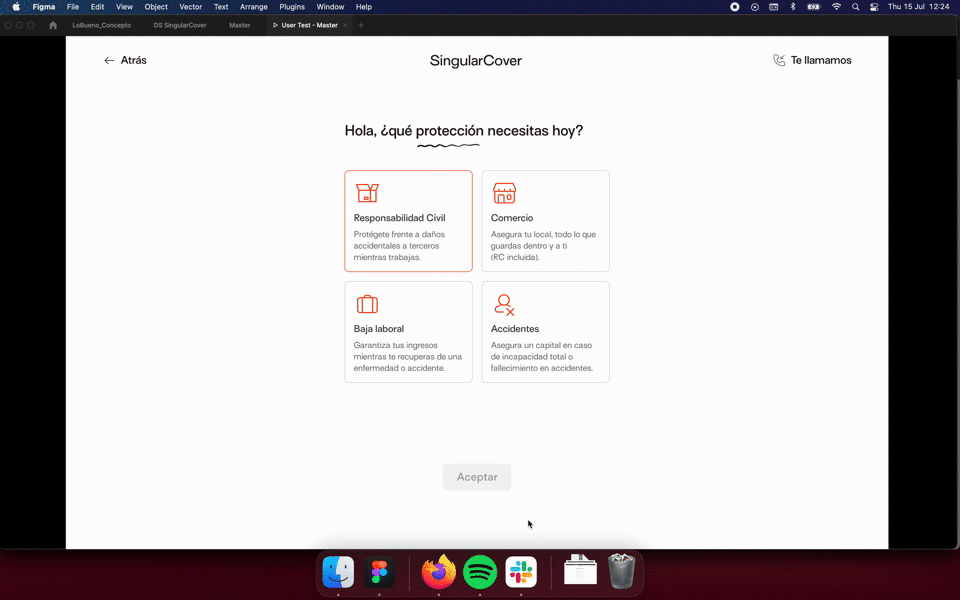 Figma File Edit View Object Vector Text Arrange Plugins Window Help Thu 15 Jul 12:24
LoBueno_Concepto DS SingularCover Master User Test - Master
Atrás SingularCover Te llamamos
Hola, ¿qué protección necesitas hoy?
Responsabilidad Civil
Protégete frente a daños
accidentales a terceros
mientras trabajas.
Comercio
Asegura tu local, todo lo que
guardas dentro y a ti
(RC incluida).
Baja laboral
Garantiza tus ingresos
mientras te recuperas de una
enfermedad o accidente.
Accidentes
Asegura un capital en caso
de incapacidad total o
fallecimiento en accidentes.
Aceptar